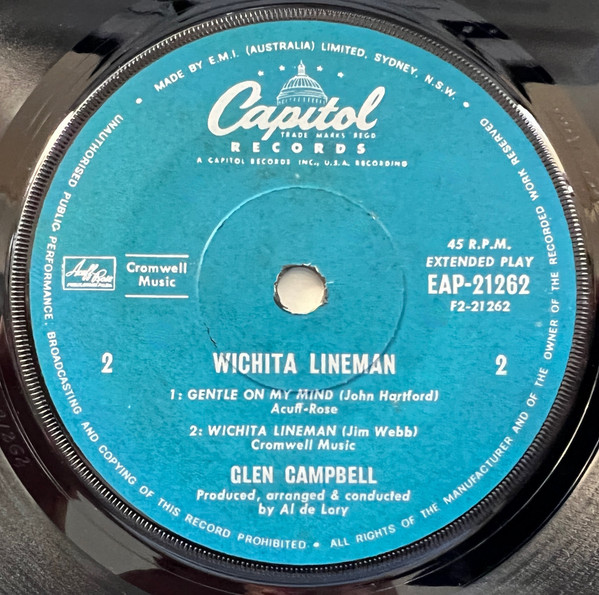 • MADE BY E.M.I. (AUSTRALIA) LIMITED, SYDNEY, N.S.W. •
Capitol
TRADE MARKS REGD
RECORDS
A CAPITOL RECORDS INC., U.S.A. RECORDING
UNAUTHORISED PUBLIC PERFORMANCE, BROADCASTING AND COPYING OF THIS RECORD PROHIBITED • ALL RIGHTS OF THE MANUFACTURER AND OF THE OWNER OF THE RECORDED WORK RESERVED
45 R.P.M.
EXTENDED PLAY
EAP-21262
F2-21262
Acuff-Rose
Cromwell
Music
2
WICHITA LINEMAN
2
1: GENTLE ON MY MIND (John Hartford)
Acuff-Rose
2: WICHITA LINEMAN (Jim Webb)
Cromwell Music
GLEN CAMPBELL
Produced, arranged & conducted
by Al de Lory